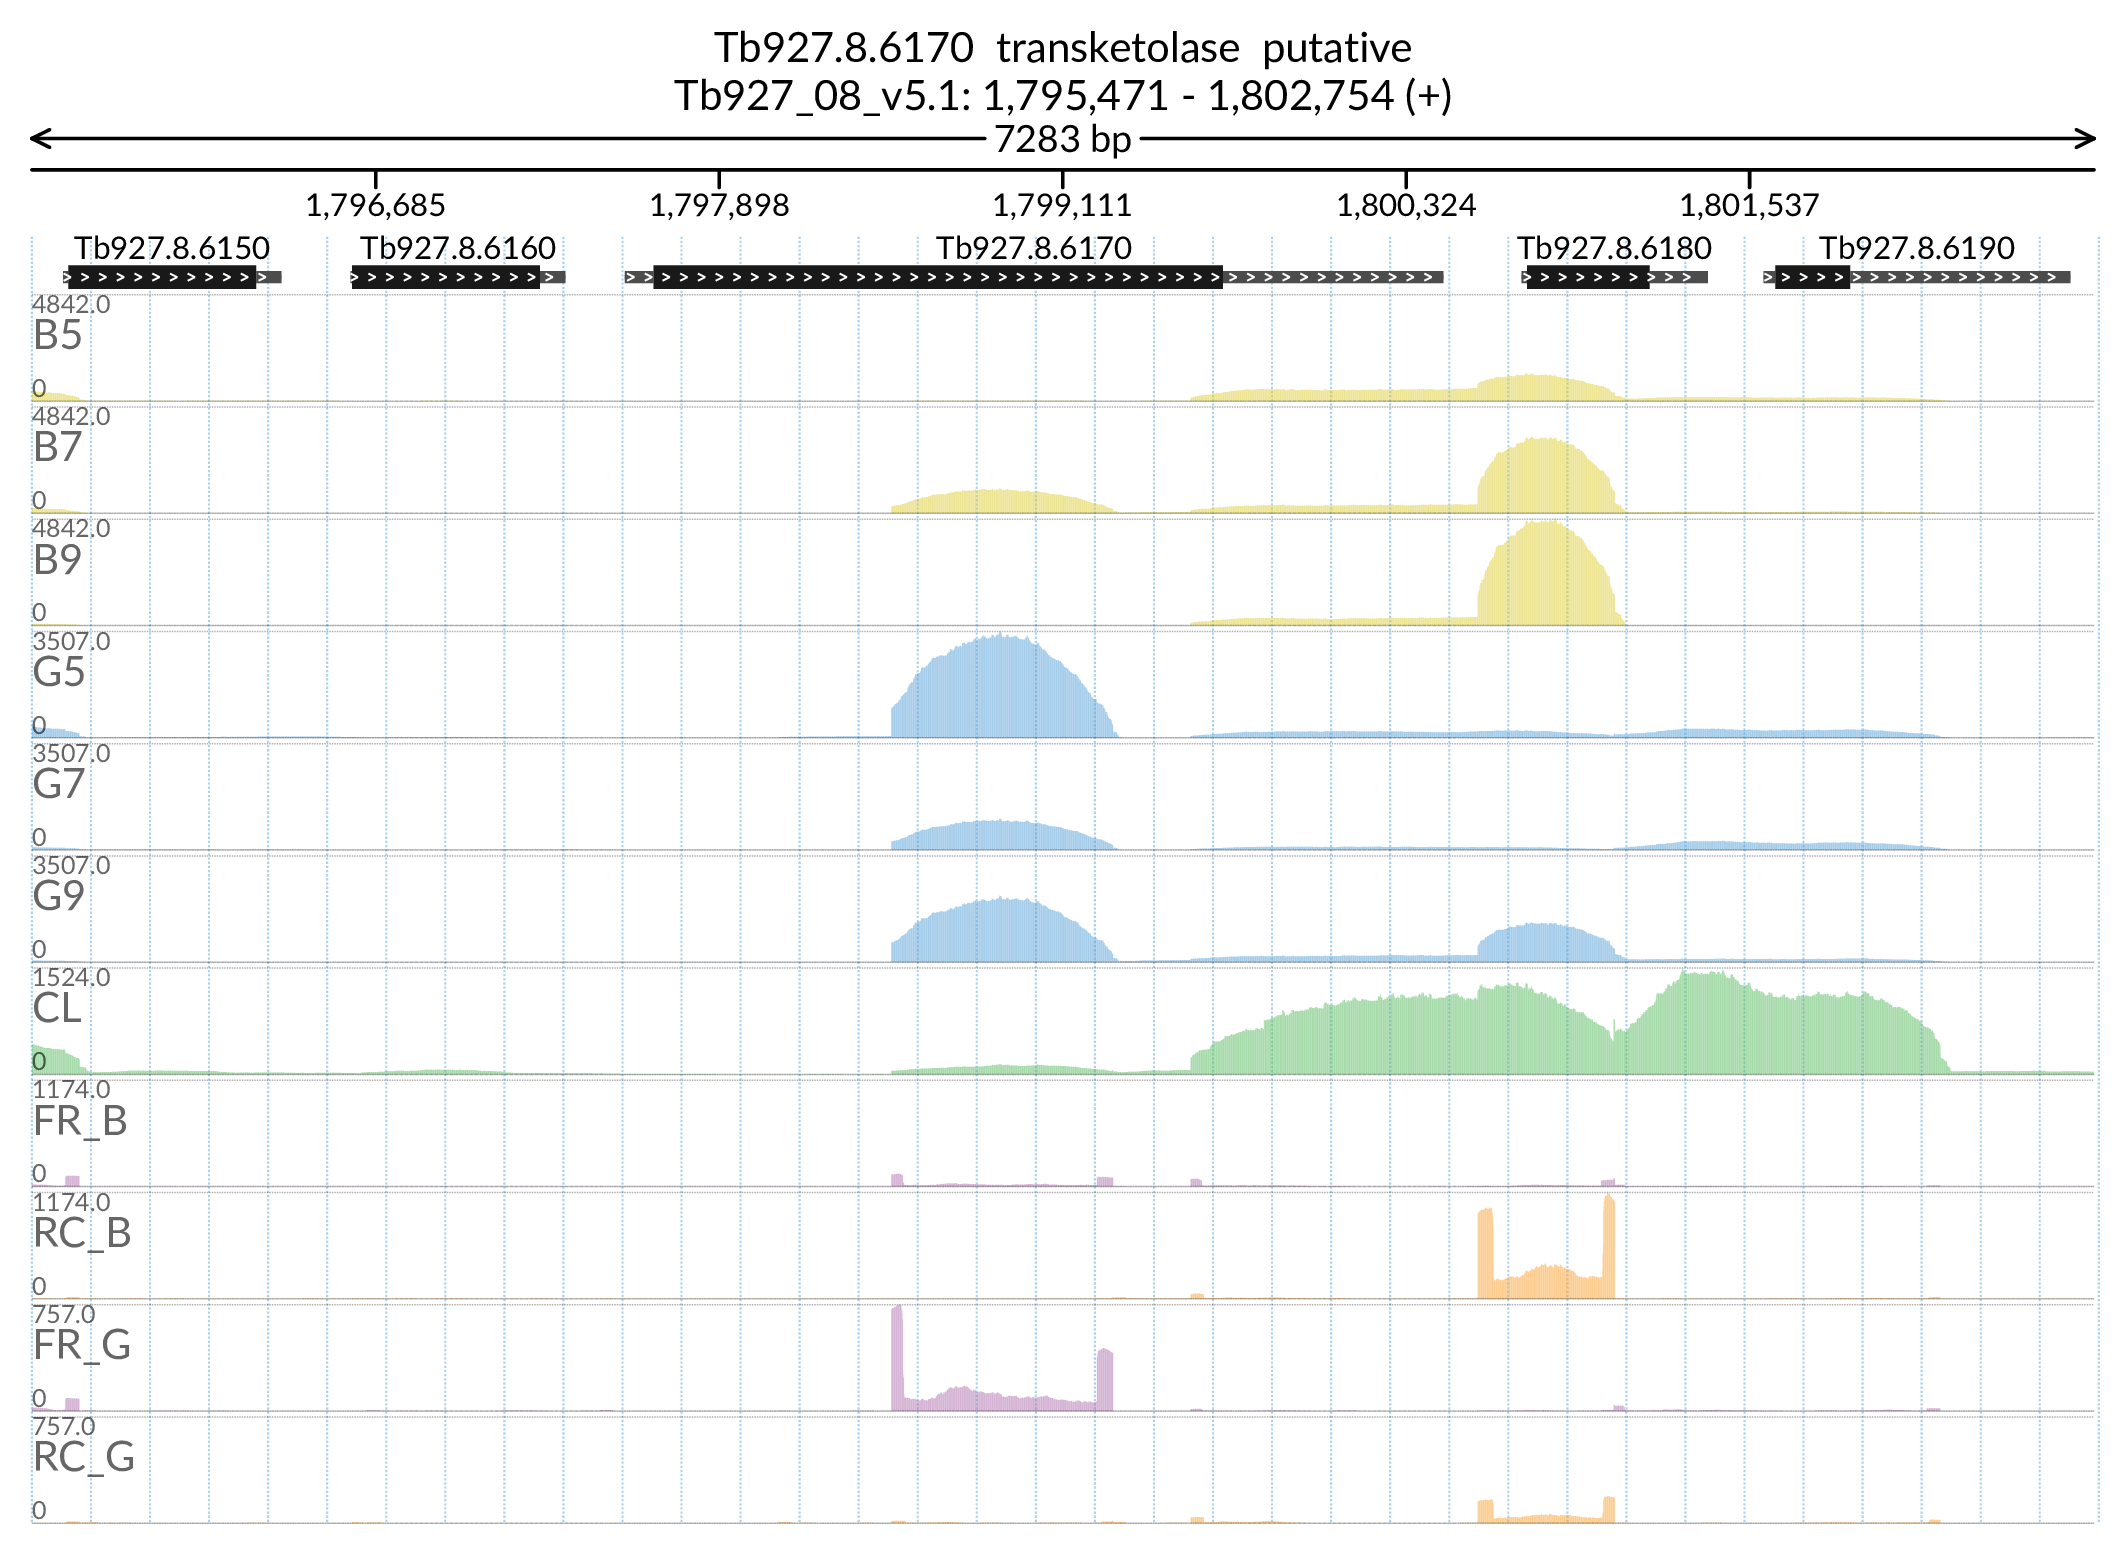 Tb927.8.6170 transketolase putative
Tb927_08_v5.1: 1,795,471 - 1,802,754 (+)
7283 bp
1,796,685 1,797,898 1,799,111 1,800,324 1,801,537
Tb927.8.6150 Tb927.8.6160 Tb927.8.6170 Tb927.8.6180 Tb927.8.6190
4842.0
B5
0
4842.0
B7
0
4842.0
B9
0
3507.0
G5
0
3507.0
G7
0
3507.0
G9
0
1524.0
CL
0
1174.0
FR_B
0
1174.0
RC_B
0
757.0
FR_G
0
757.0
RC_G
0